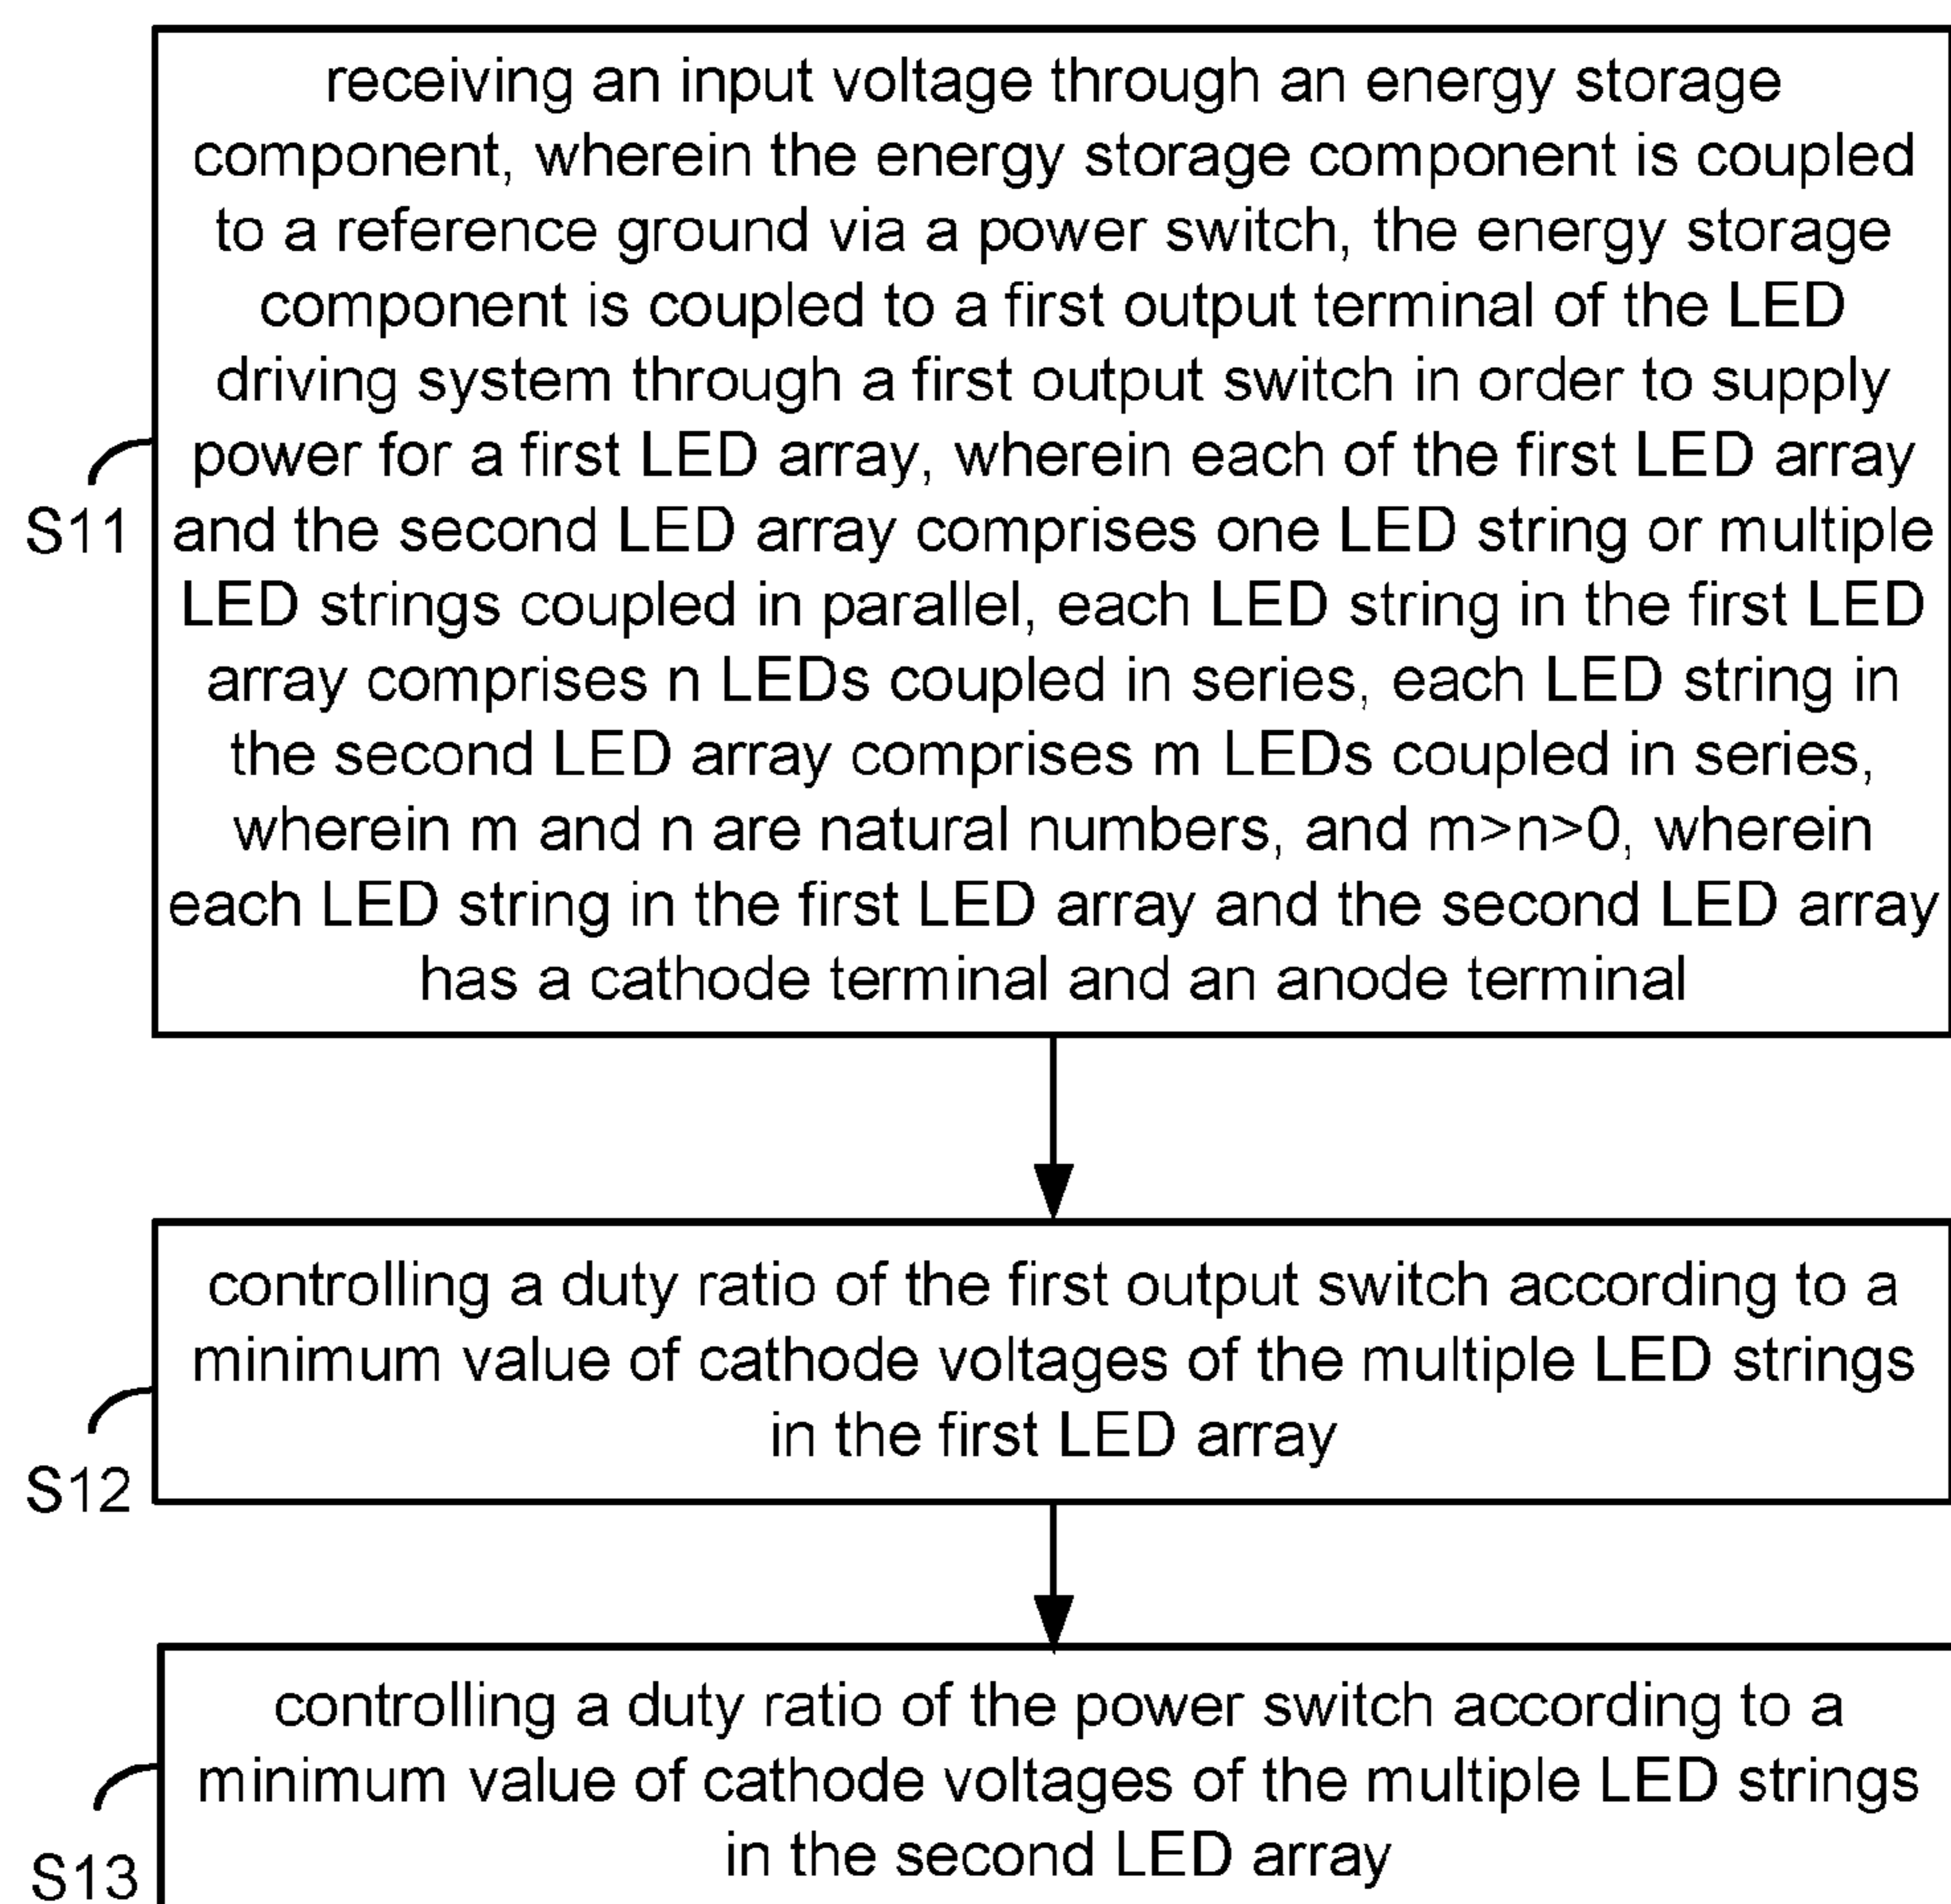 receiving an input voltage through an energy storage
component, wherein the energy storage component is coupled
to a reference ground via a power switch, the energy storage
component is coupled to a first output terminal of the LED
driving system through a first output switch in order to supply
power for a first LED array, wherein each of the first LED array
S11
and the second LED array comprises one LED string or multiple
LED strings coupled in parallel, each LED string in the first LED
array comprises n LEDs coupled in series, each LED string in
the second LED array comprises m LEDs coupled in series,
wherein m and n are natural numbers, and m>n>0, wherein
each LED string in the first LED array and the second LED array
has a cathode terminal and an anode terminal
controlling a duty ratio of the first output switch according to a
minimum value of cathode voltages of the multiple LED strings
in the first LED array
S12
controlling a duty ratio of the power switch according to a
minimum value of cathode voltages of the multiple LED strings
in the second LED array
S13